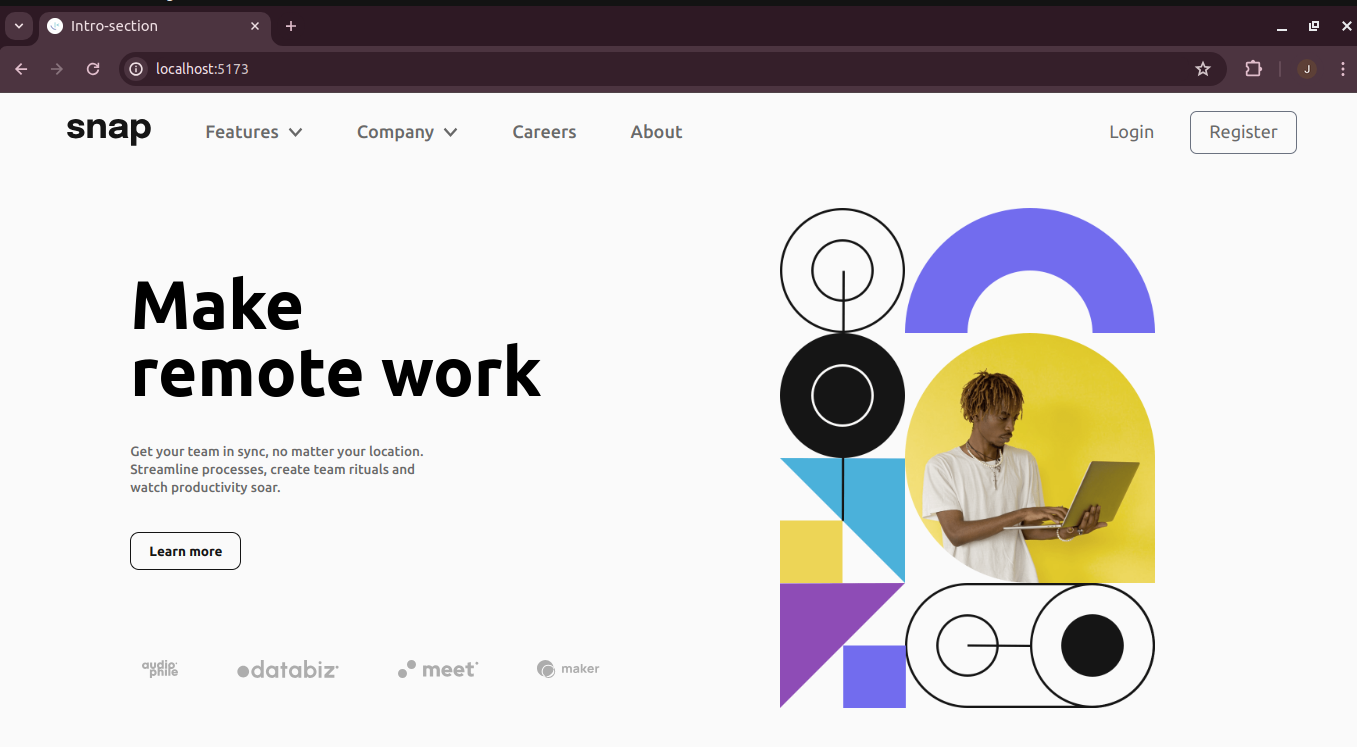 Intro-section
localhost:5173
J
snap
Features
Company
Careers
About
Login
Register
Make
remote work
Get your team in sync, no matter your location.
Streamline processes, create team rituals and
watch productivity soar.
Learn more
audio
phile
databiz
meet
maker